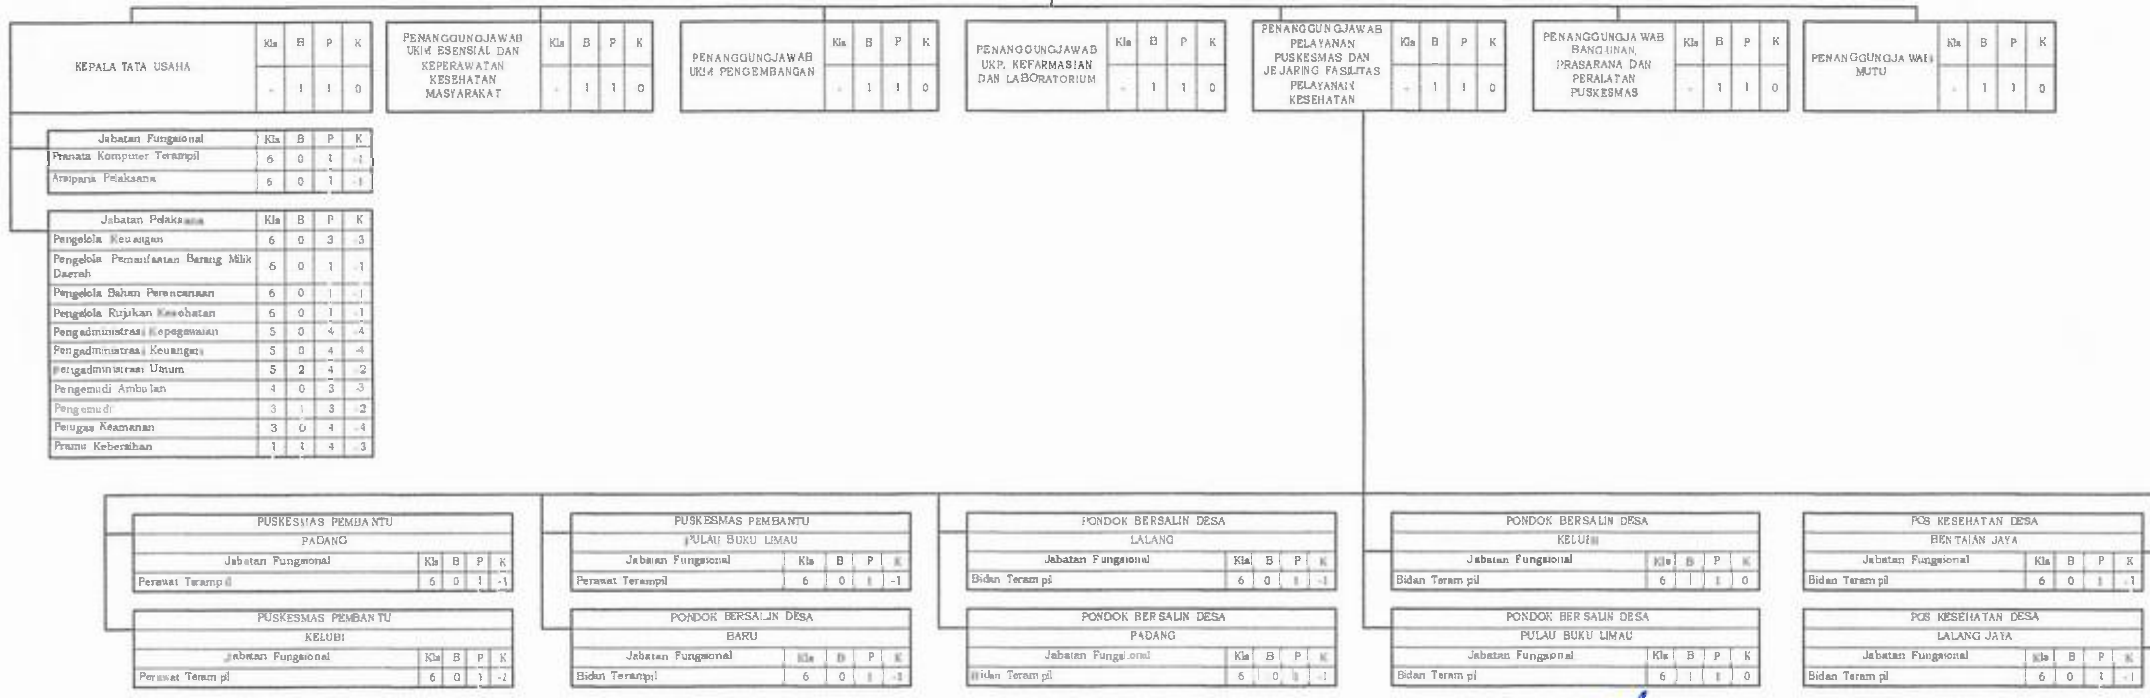 KEPALA TATA USAHA
Kls B P K
- 1 1 0
PENANGGUNGJAWAB
UKM ESENSIAL DAN
KEPERAWATAN
KESEHATAN
MASYARAKAT
Kls B P K
- 1 1 0
PENANGGUNGJAWAB
UKM PENGEMBANGAN
Kls B P K
- 1 1 0
PENANGGUNGJAWAB
UKP, KEFARMASIAN
DAN LABORATORIUM
Kls B P K
- 1 1 0
PENANGGUNGJAWAB
PELAYANAN
PUSKESMAS DAN
JEJARING FASILITAS
PELAYANAN
KESEHATAN
Kls B P K
- 1 1 0
PENANGGUNGJAWAB
BANGUNAN,
PRASARANA DAN
PERALATAN
PUSKESMAS
Kls B P K
- 1 1 0
PENANGGUNGJAWAB
MUTU
Kls B P K
- 1 1 0
Jabatan Fungsional Kls B P K
Pranata Komputer Terampil 6 0 1 -1
Arsiparis Pelaksana 6 0 1 -1
Jabatan Pelaksana Kls B P K
Pengelola Keuangan 6 0 3 -3
Pengelola Pemanfaatan Barang Milik
Daerah 6 0 1 -1
Pengelola Bahan Perencanaan 6 0 1 -1
Pengelola Rujukan Kesehatan 6 0 1 -1
Pengadministrasi Kepegawaian 5 0 4 -4
Pengadministrasi Keuangan 5 0 4 -4
Pengadministrasi Umum 5 2 4 -2
Pengemudi Ambulan 4 0 3 -3
Pengemudi 3 1 3 -2
Petugas Keamanan 3 0 4 -4
Pramu Kebersihan 1 1 4 -3
PUSKESMAS PEMBANTU
PADANG
Jabatan Fungsional Kls B P K
Perawat Terampil 6 0 1 -1
PUSKESMAS PEMBANTU
PULAU BUKU LIMAU
Jabatan Fungsional Kls B P K
Perawat Terampil 6 0 1 -1
PONDOK BERSALIN DESA
LALANG
Jabatan Fungsional Kls B P K
Bidan Terampil 6 0 1 -1
PONDOK BERSALIN DESA
KELUBI
Jabatan Fungsional Kls B P K
Bidan Terampil 6 1 1 0
POS KESEHATAN DESA
BENTAIAN JAYA
Jabatan Fungsional Kls B P K
Bidan Terampil 6 0 1 -1
PUSKESMAS PEMBANTU
KELUBI
Jabatan Fungsional Kls B P K
Perawat Terampil 6 0 1 -1
PONDOK BERSALIN DESA
BARU
Jabatan Fungsional Kls B P K
Bidan Terampil 6 0 1 -1
PONDOK BERSALIN DESA
PADANG
Jabatan Fungsional Kls B P K
Bidan Terampil 6 0 1 -1
PONDOK BERSALIN DESA
PULAU BUKU LIMAU
Jabatan Fungsional Kls B P K
Bidan Terampil 6 1 1 0
POS KESEHATAN DESA
LALANG JAYA
Jabatan Fungsional Kls B P K
Bidan Terampil 6 0 1 -1